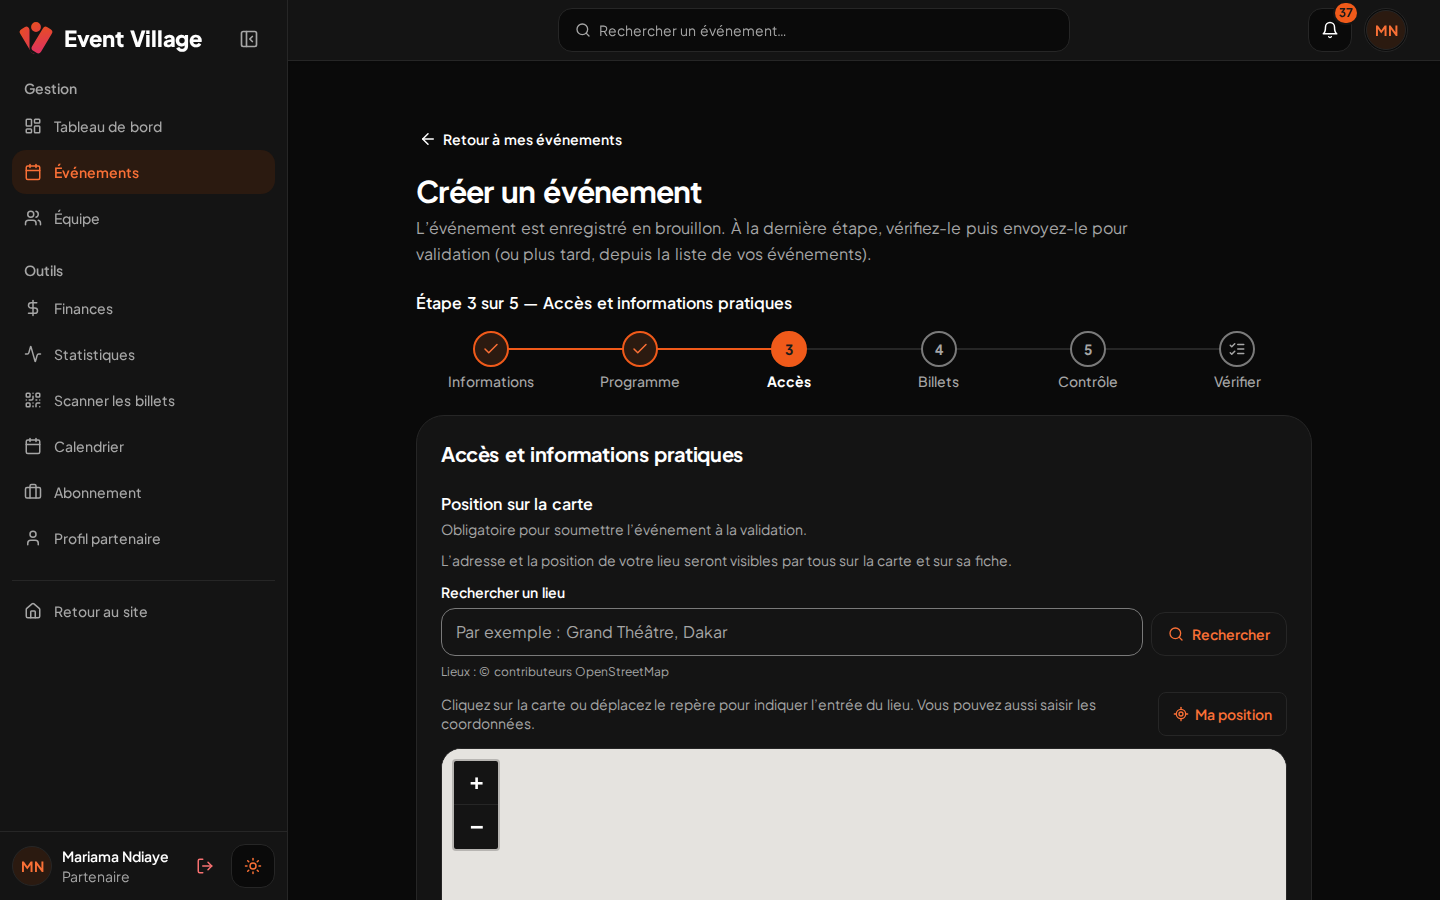 Event Village
Rechercher un événement...
37
MN
Gestion
Tableau de bord
Événements
Équipe
Outils
Finances
Statistiques
Scanner les billets
Calendrier
Abonnement
Profil partenaire
Retour au site
MN
Mariama Ndiaye
Partenaire
Retour à mes événements
Créer un événement
L'événement est enregistré en brouillon. À la dernière étape, vérifiez-le puis envoyez-le pour
validation (ou plus tard, depuis la liste de vos événements).
Étape 3 sur 5 — Accès et informations pratiques
3
4
5
Informations
Programme
Accès
Billets
Contrôle
Vérifier
Accès et informations pratiques
Position sur la carte
Obligatoire pour soumettre l'événement à la validation.
L'adresse et la position de votre lieu seront visibles par tous sur la carte et sur sa fiche.
Rechercher un lieu
Par exemple : Grand Théâtre, Dakar
Rechercher
Lieux : © contributeurs OpenStreetMap
Cliquez sur la carte ou déplacez le repère pour indiquer l'entrée du lieu. Vous pouvez aussi saisir les
coordonnées.
Ma position
+
−